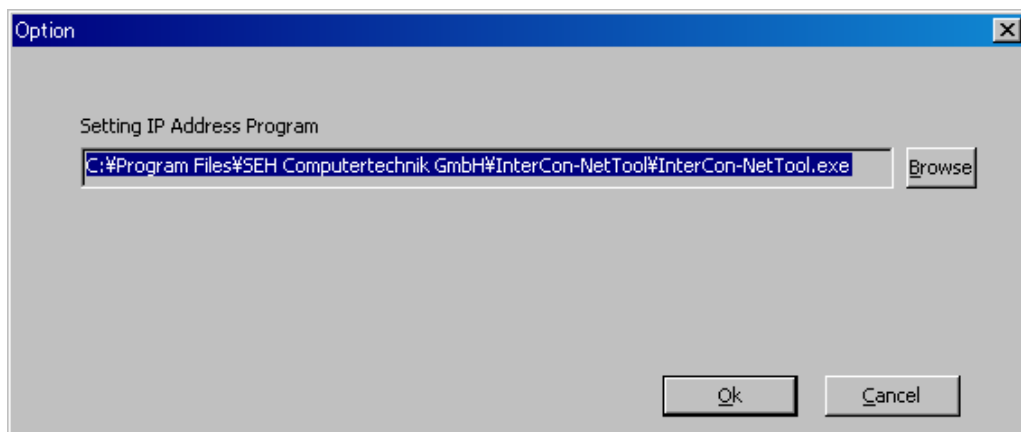 Option
Setting IP Address Program
C:¥Program Files¥SEH Computertechnik GmbH¥InterCon-NetTool¥InterCon-NetTool.exe
Browse
Ok
Cancel